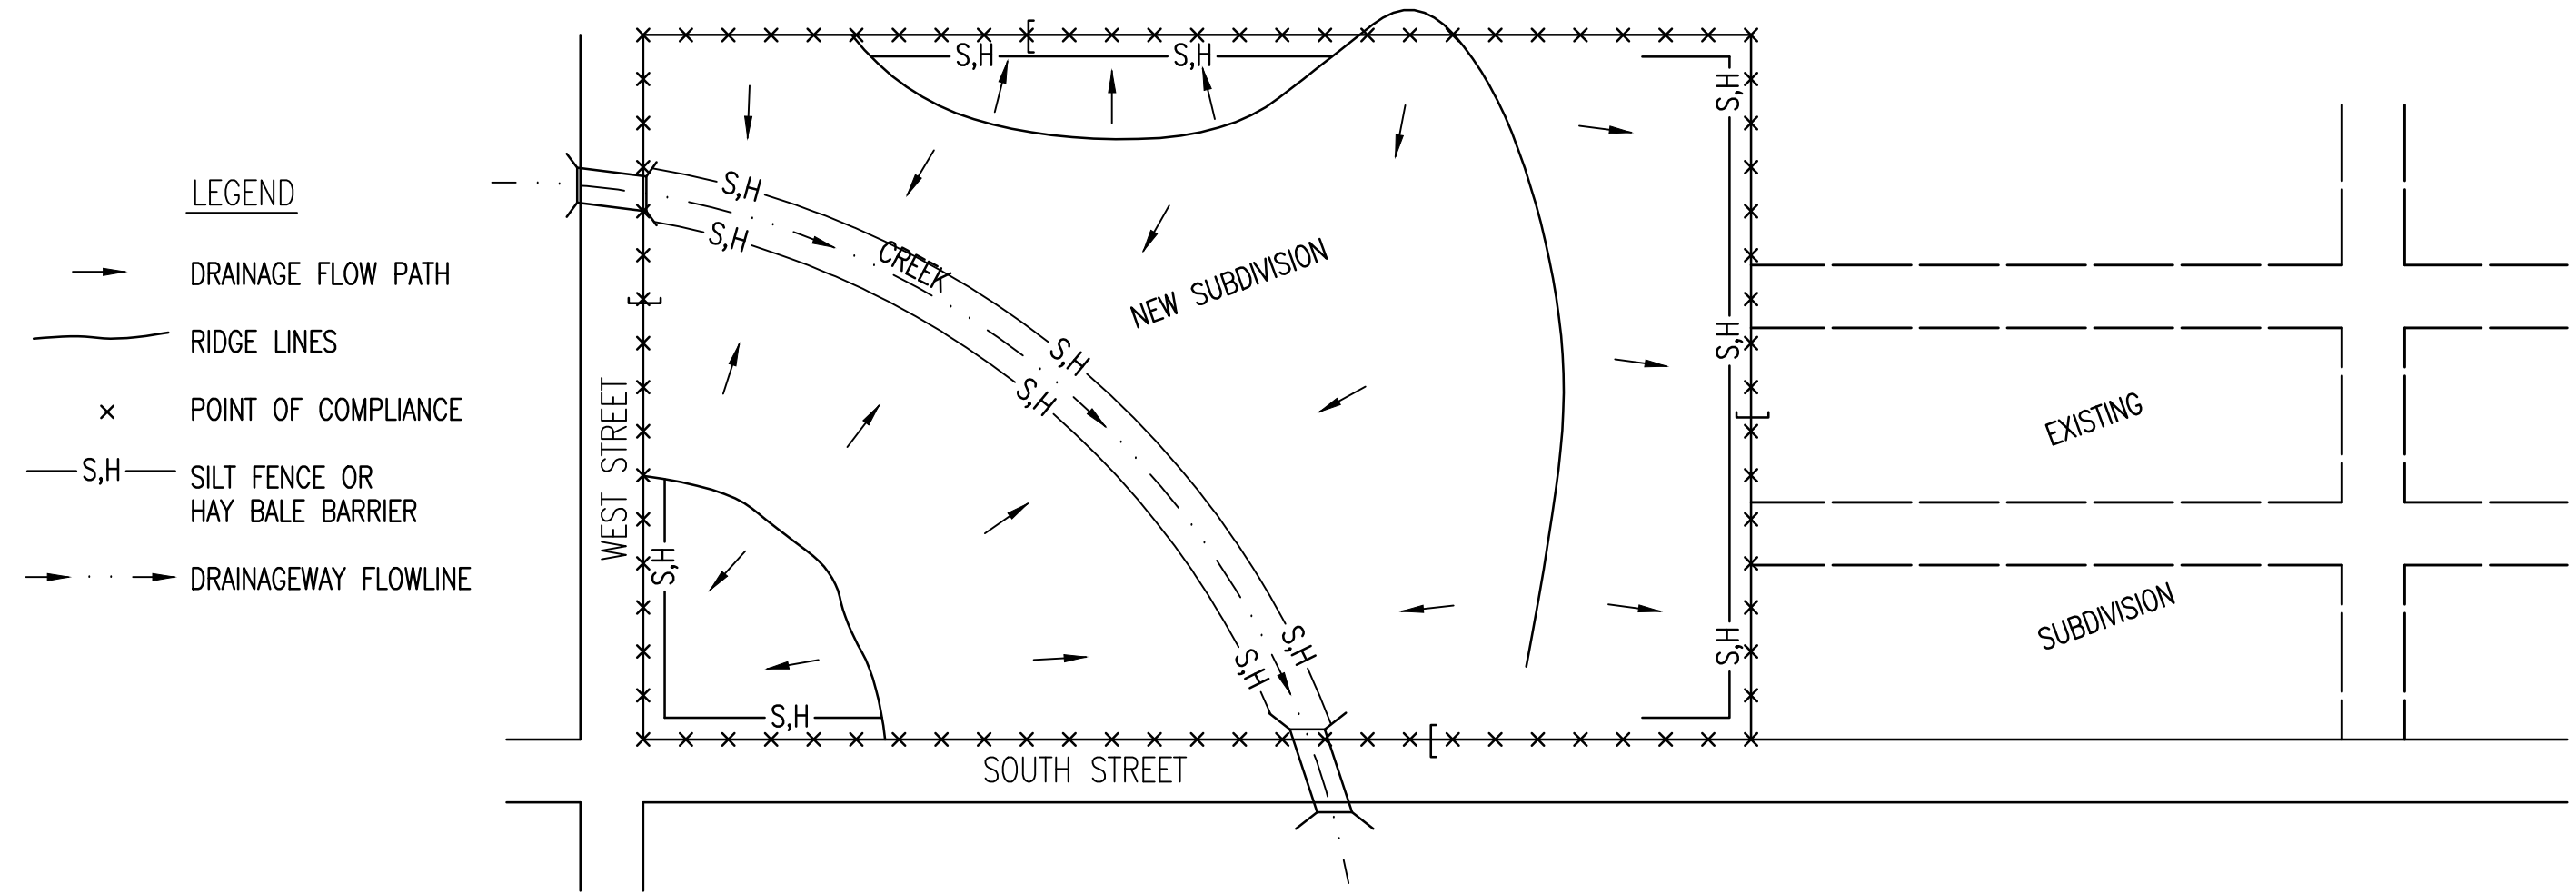 LEGEND
DRAINAGE FLOW PATH
RIDGE LINES
POINT OF COMPLIANCE
S,H
SILT FENCE OR
HAY BALE BARRIER
DRAINAGEWAY FLOWLINE
S,H
S,H
S,H
S,H
S,H
CREEK
NEW SUBDIVISION
S,H
S,H
S,H
WEST STREET
EXISTING
S,H
S,H
S,H
S,H
SUBDIVISION
S,H
SOUTH STREET